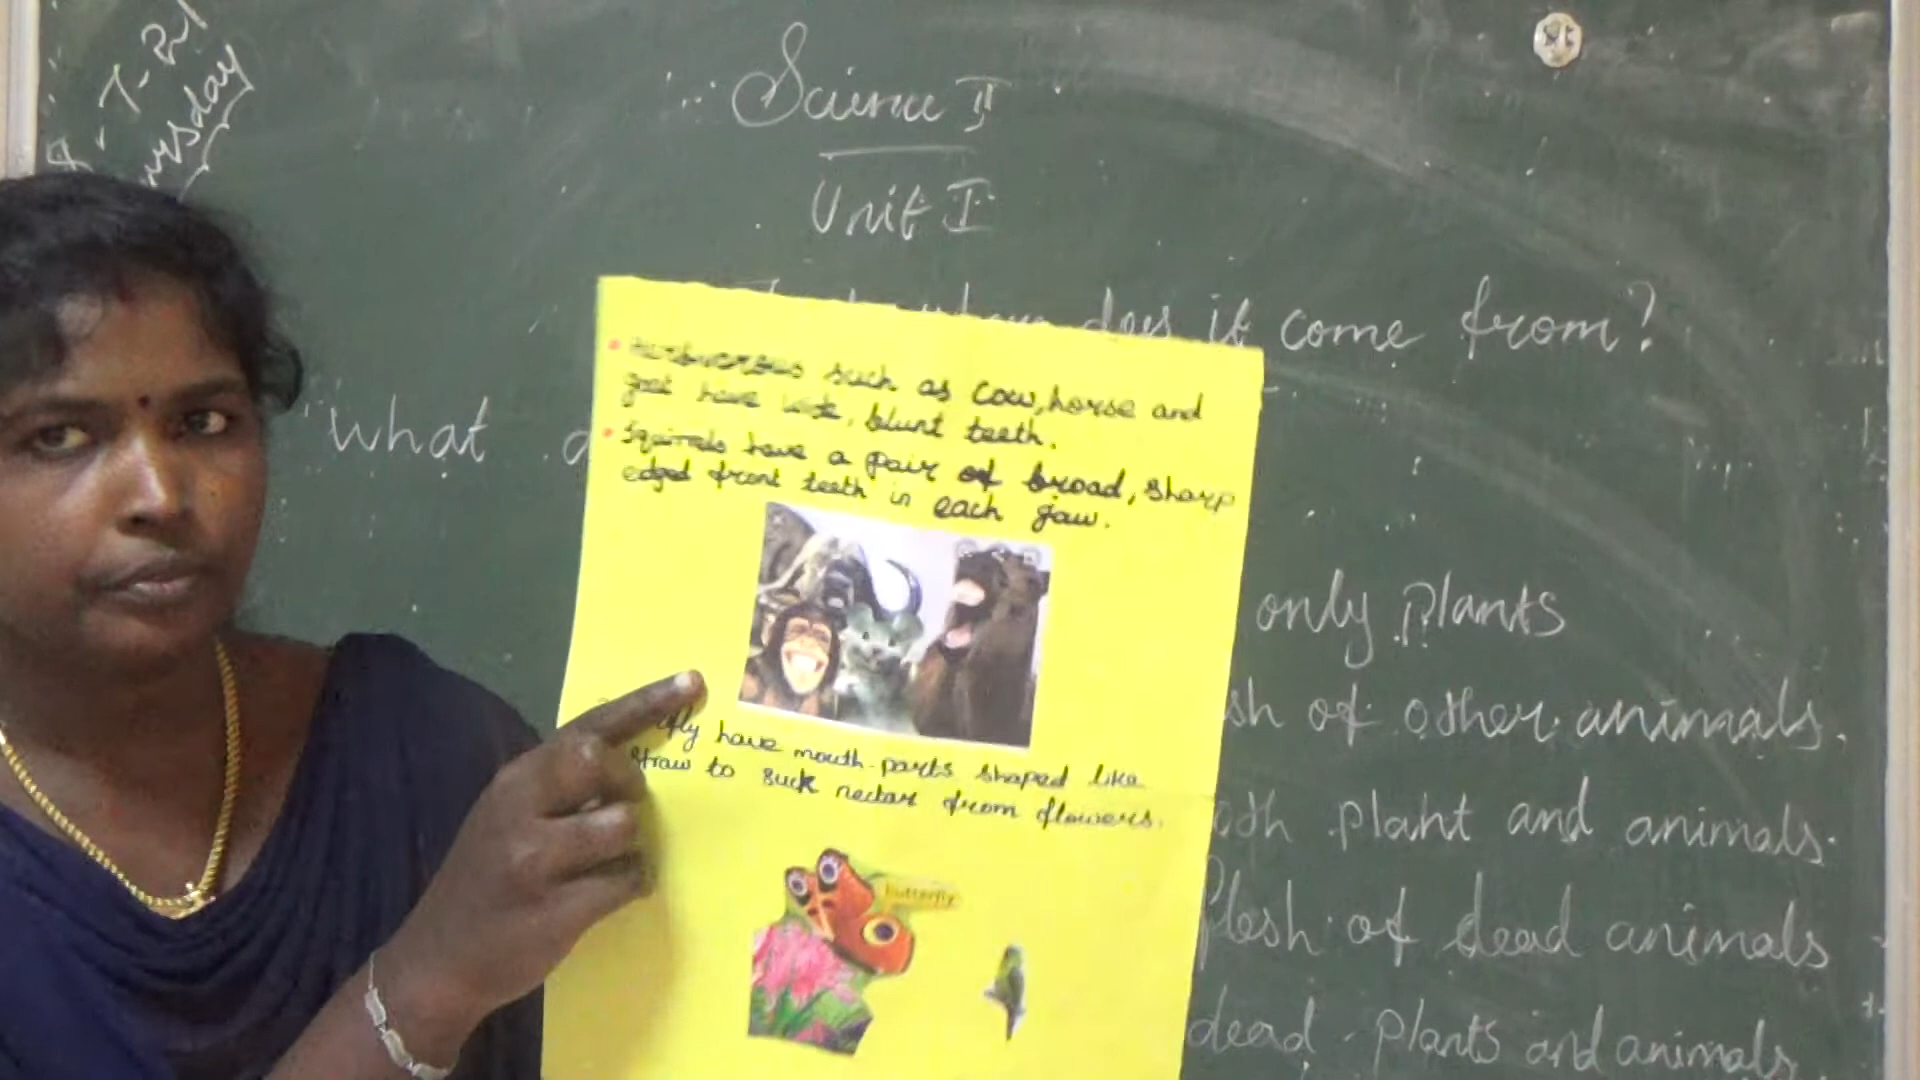 Science II
Unit I
does it come from?
What
such as cow, horse and
goat have wide, blunt teeth.
Squirrels have a pair of broad, sharp
edged front teeth in each jaw.
have mouth-parts shaped like
straw to suck nectar from flowers.
butterfly
only plants
of other animals.
plant and animals.
flesh of dead animals
dead plants and animals.